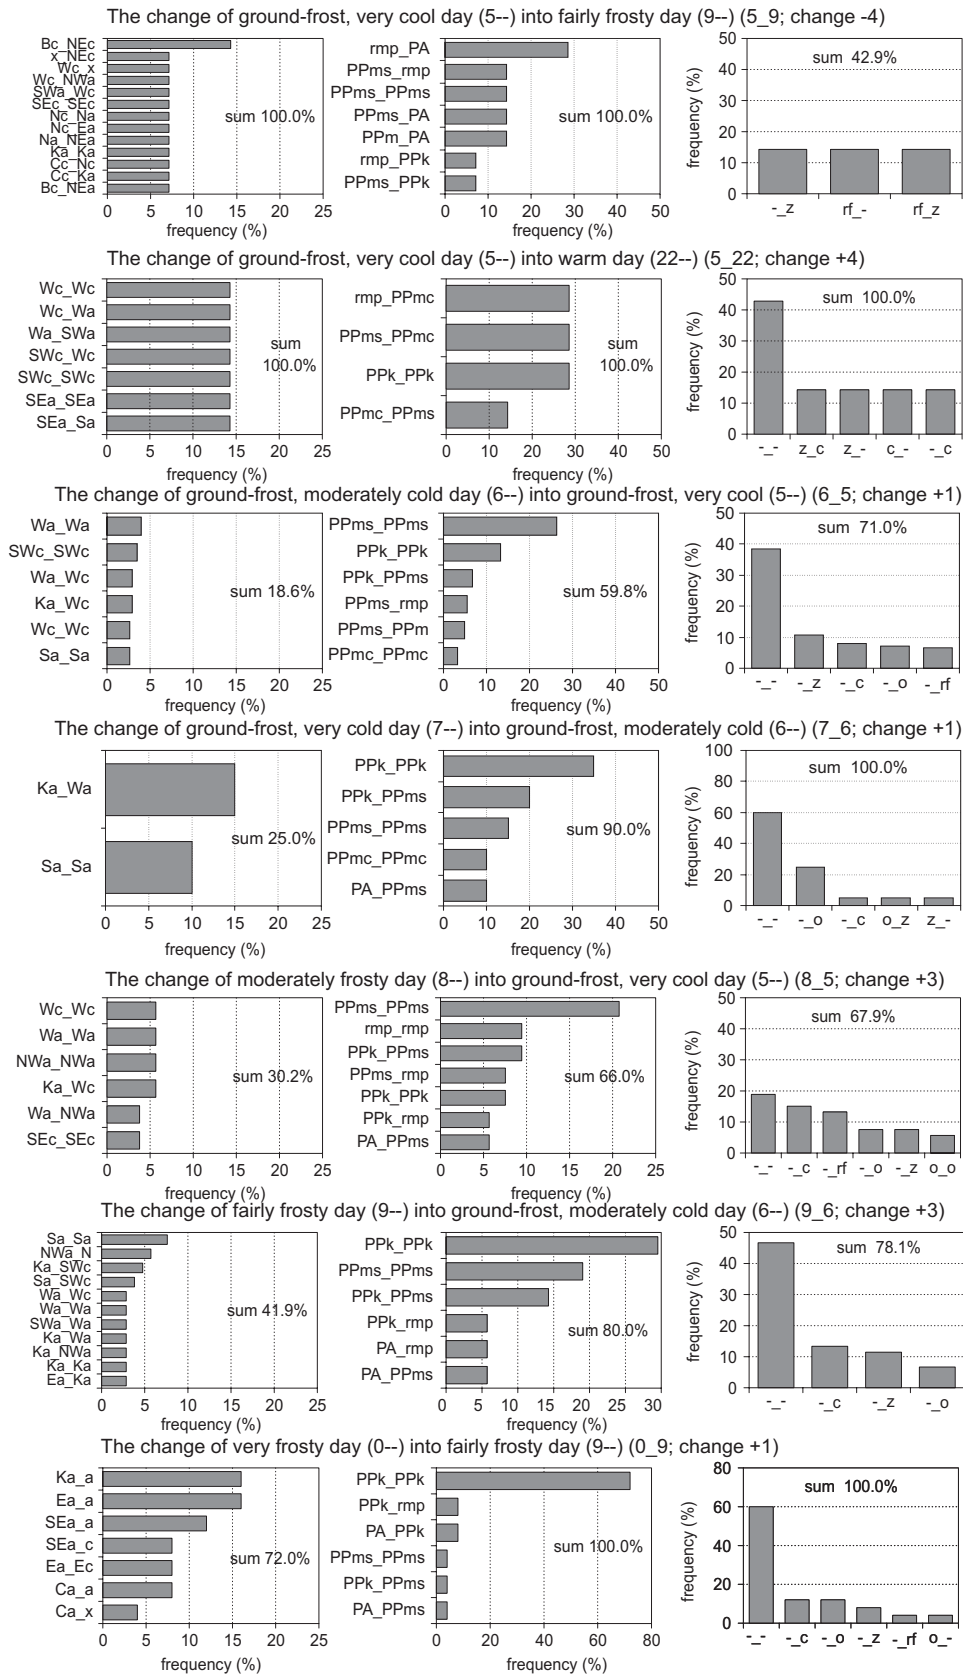 The change of ground-frost, very cool day (5--) into fairly frosty day (9--) (5_9; change -4)
Bc_NEc
x_NEc
Wc_x
Wc_NWa
SWa_Wc
SEc_SEc
Nc_Na
Nc_Ea
Na_NEa
Ka_Ka
Cc_Nc
Cc_Ka
Bc_NEa
sum 100.0%
0 5 10 15 20 25
frequency (%)
rmp_PA
PPms_rmp
PPms_PPms
PPms_PA
PPm_PA
rmp_PPk
PPms_PPk
sum 100.0%
0 10 20 30 40 50
frequency (%)
frequency (%)
50
40
30
20
10
0
sum 42.9%
-_z rf_- rf_z
The change of ground-frost, very cool day (5--) into warm day (22--) (5_22; change +4)
Wc_Wc
Wc_Wa
Wa_SWa
SWc_Wc
SWc_SWc
SEa_SEa
SEa_Sa
sum
100.0%
0 5 10 15 20 25
frequency (%)
rmp_PPmc
PPms_PPmc
PPk_PPk
PPmc_PPms
sum
100.0%
0 10 20 30 40 50
frequency (%)
frequency (%)
50
40
30
20
10
0
sum 100.0%
-_- z_c z_- c_- -_c
The change of ground-frost, moderately cold day (6--) into ground-frost, very cool (5--) (6_5; change +1)
Wa_Wa
SWc_SWc
Wa_Wc
Ka_Wc
Wc_Wc
Sa_Sa
sum 18.6%
0 5 10 15 20 25
frequency (%)
PPms_PPms
PPk_PPk
PPk_PPms
PPms_rmp
PPms_PPm
PPmc_PPmc
sum 59.8%
0 10 20 30 40 50
frequency (%)
frequency (%)
50
40
30
20
10
0
sum 71.0%
-_- -_z -_c -_o -_rf
The change of ground-frost, very cold day (7--) into ground-frost, moderately cold (6--) (7_6; change +1)
Ka_Wa
Sa_Sa
sum 25.0%
0 5 10 15 20 25
frequency (%)
PPk_PPk
PPk_PPms
PPms_PPms
PPmc_PPmc
PA_PPms
sum 90.0%
0 10 20 30 40 50
frequency (%)
frequency (%)
100
80
60
40
20
0
sum 100.0%
-_- -_o -_c o_z z_-
The change of moderately frosty day (8--) into ground-frost, very cool day (5--) (8_5; change +3)
Wc_Wc
Wa_Wa
NWa_NWa
Ka_Wc
Wa_NWa
SEc_SEc
sum 30.2%
0 5 10 15 20 25
frequency (%)
PPms_PPms
rmp_rmp
PPk_PPms
PPms_rmp
PPk_PPk
PPk_rmp
PA_PPms
sum 66.0%
0 5 10 15 20 25
frequency (%)
frequency (%)
50
40
30
20
10
0
sum 67.9%
-_- -_c -_rf -_o -_z o_o
The change of fairly frosty day (9--) into ground-frost, moderately cold day (6--) (9_6; change +3)
Sa_Sa
NWa_N
Ka_SWc
Sa_SWc
Wa_Wc
Wa_Wa
SWa_Wa
Ka_Wa
Ka_NWa
Ka_Ka
Ea_Ka
sum 41.9%
0 5 10 15 20 25
frequency (%)
PPk_PPk
PPms_PPms
PPk_PPms
PPk_rmp
PA_rmp
PA_PPms
sum 80.0%
0 5 10 15 20 25 30
frequency (%)
frequency (%)
50
40
30
20
10
0
sum 78.1%
-_- -_c -_z -_o
The change of very frosty day (0--) into fairly frosty day (9--) (0_9; change +1)
Ka_a
Ea_a
SEa_a
SEa_c
Ea_Ec
Ca_a
Ca_x
sum 72.0%
0 5 10 15 20 25
frequency (%)
PPk_PPk
PPk_rmp
PA_PPk
PPms_PPms
PPk_PPms
PA_PPms
sum 100.0%
0 20 40 60 80
frequency (%)
frequency (%)
80
60
40
20
0
sum 100.0%
-_- -_c -_o -_z -_rf o_-